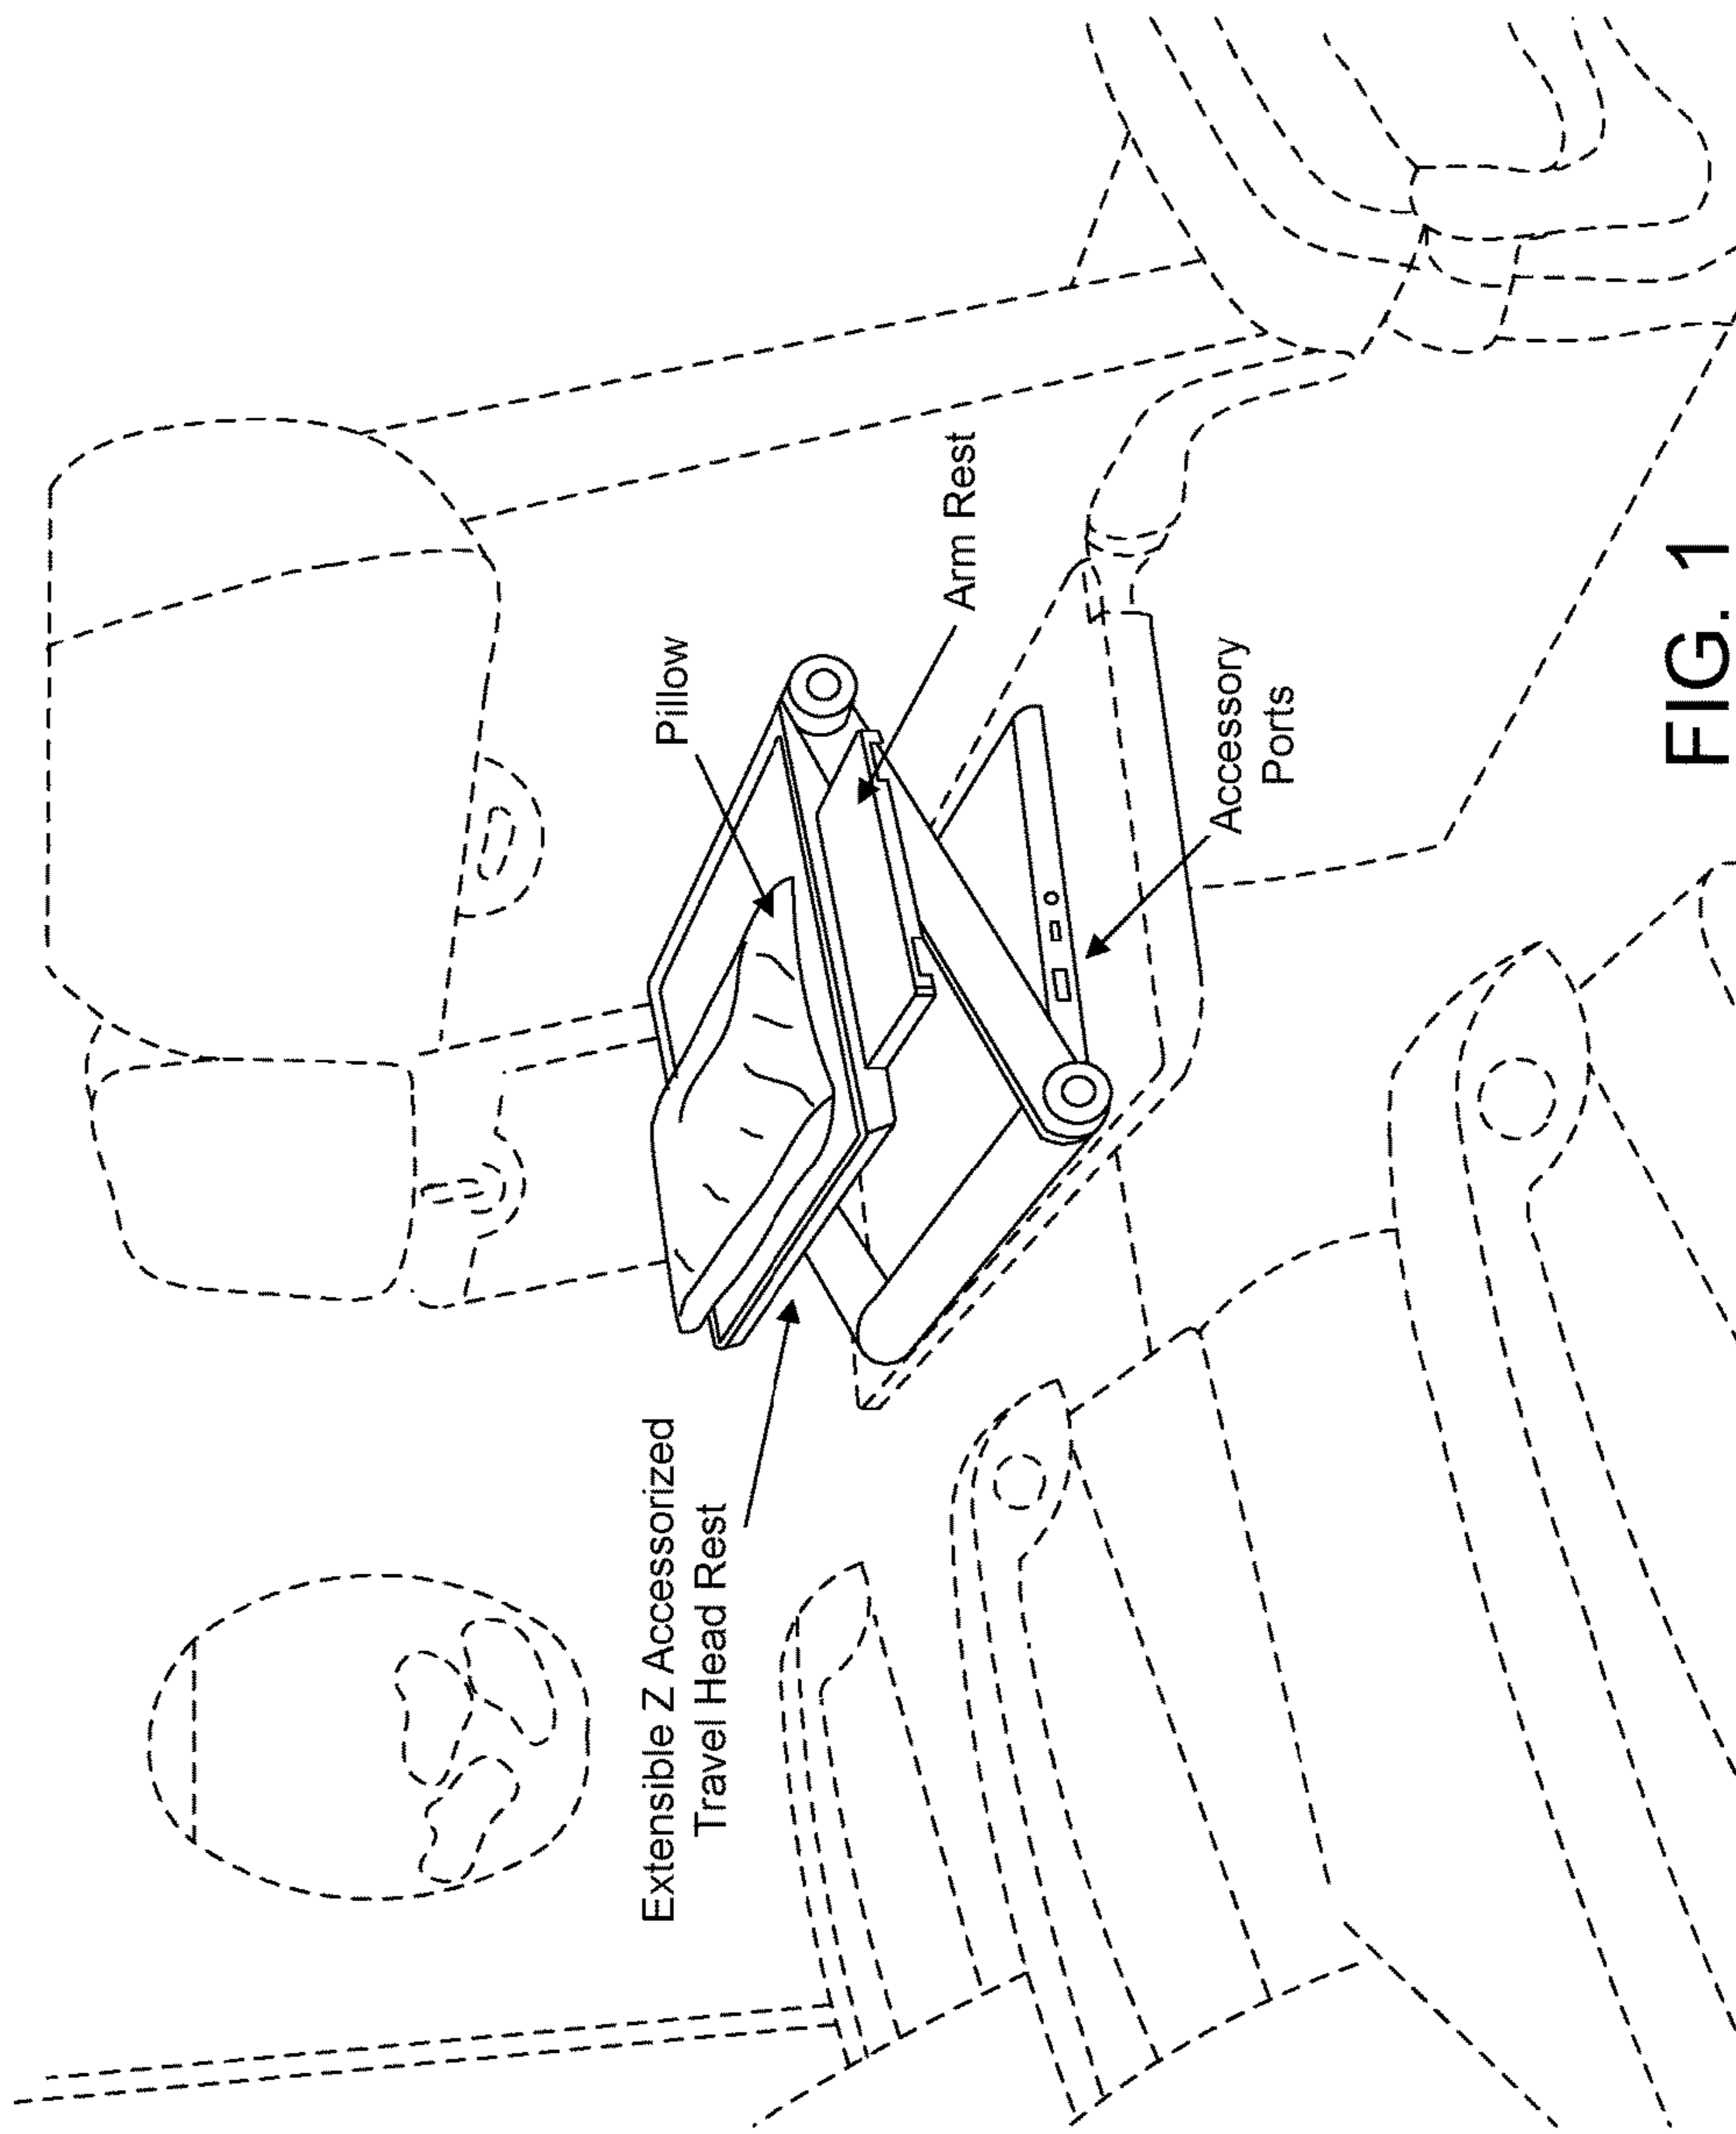 Extensible Z Accessorized
Travel Head Rest
Pillow
Arm Rest
Accessory
Ports
FIG. 1